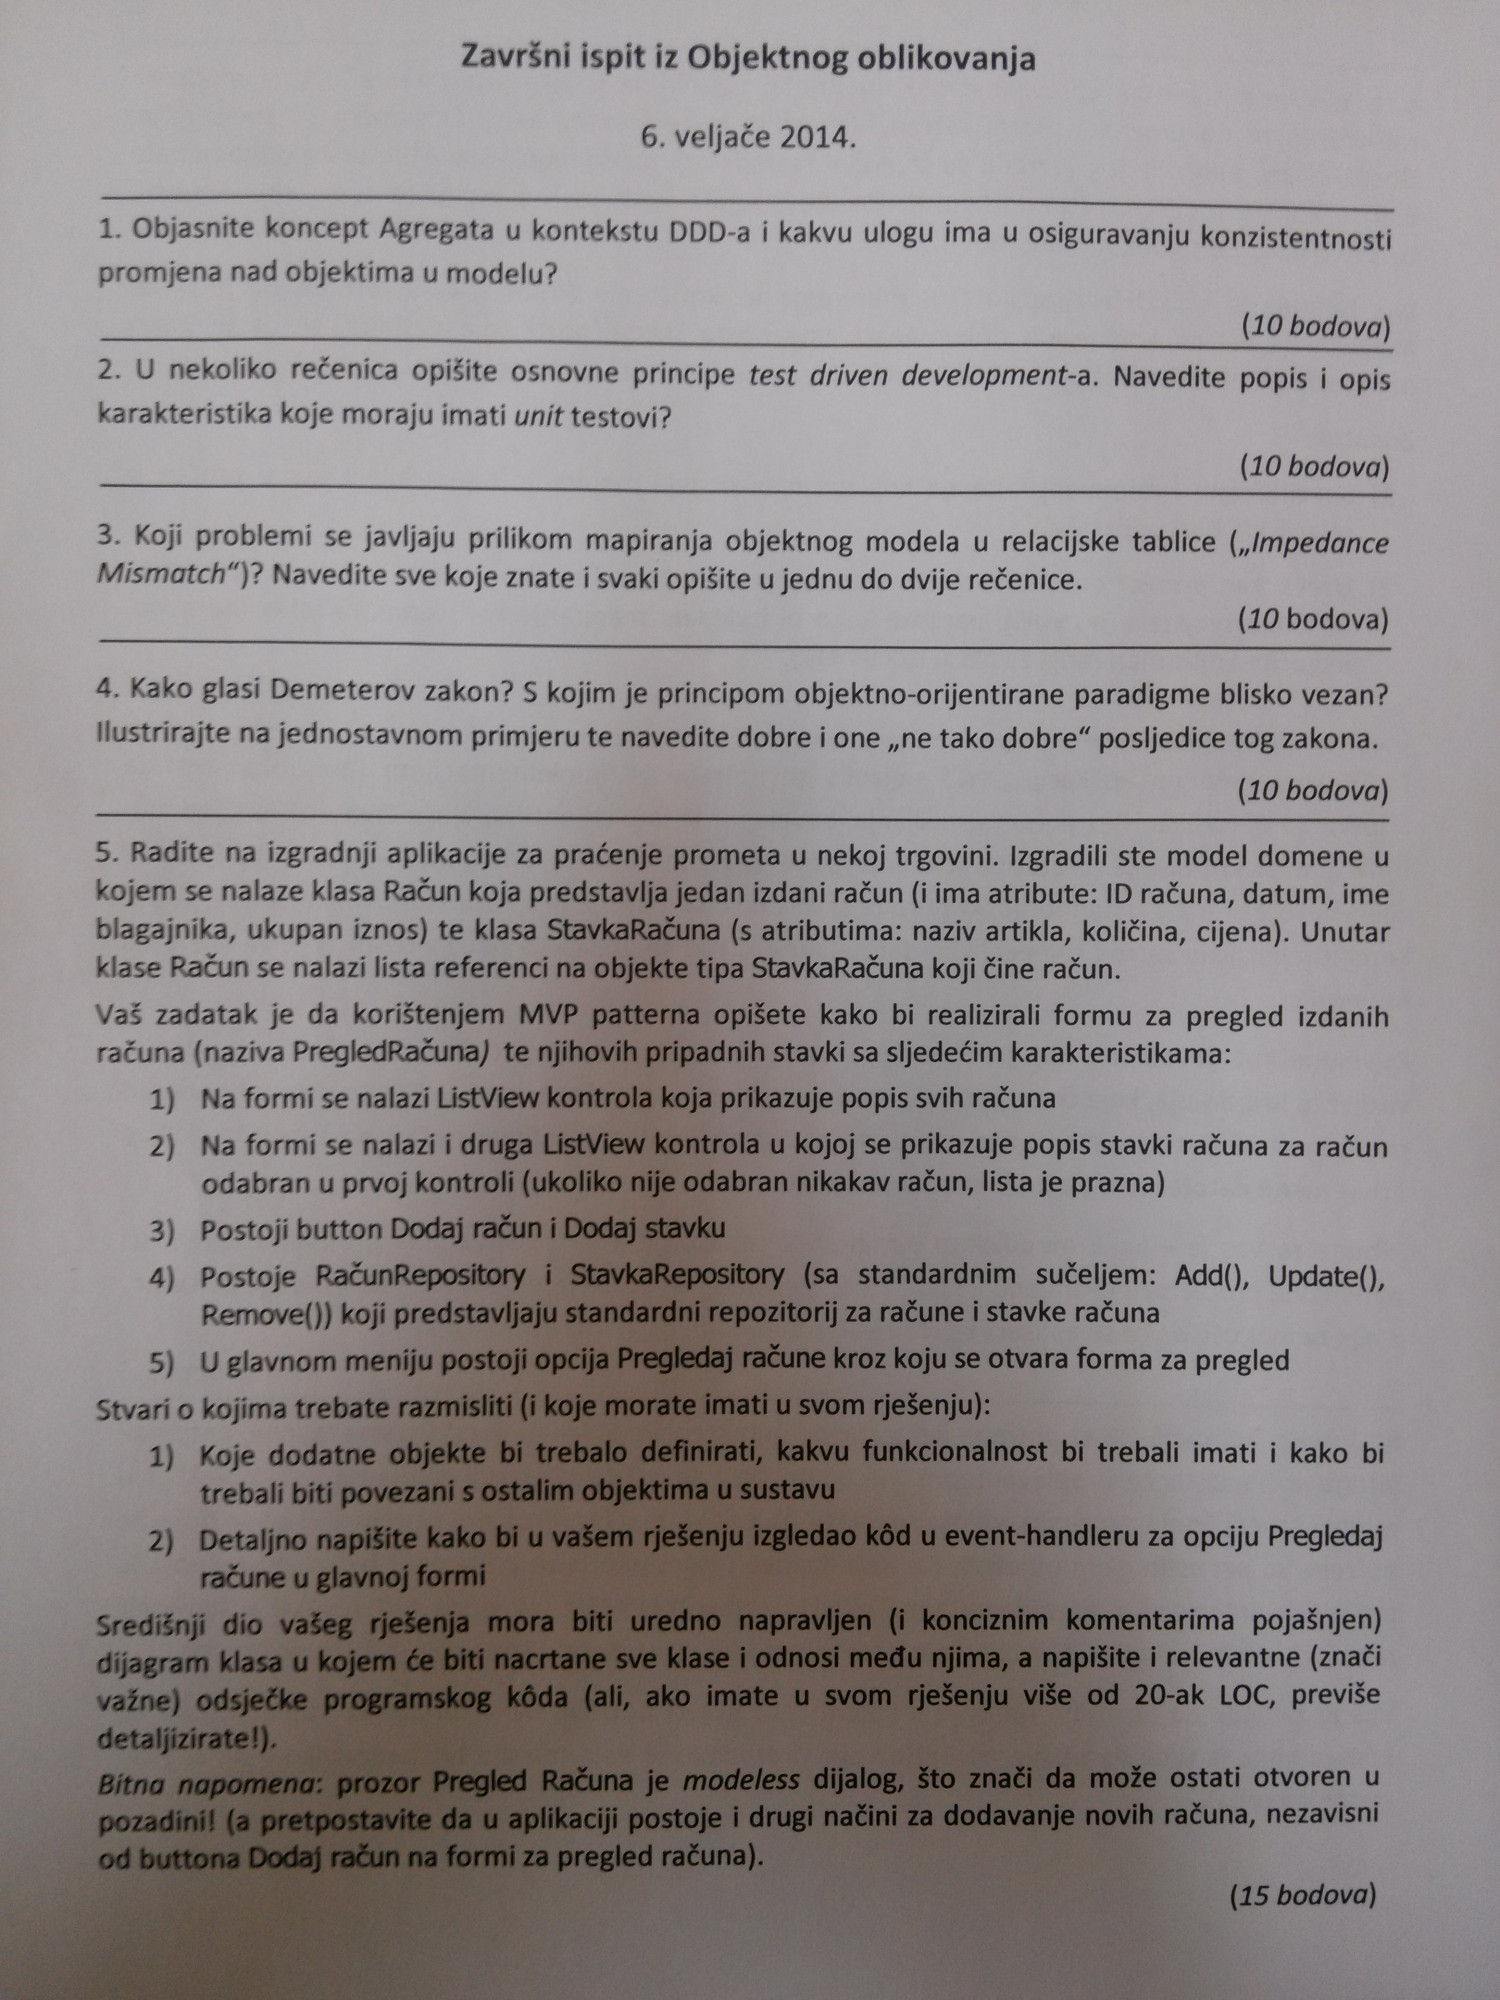 Završni ispit iz Objektnog oblikovanja
6. veljače 2014.
1. Objasnite koncept Agregata u kontekstu DDD-a i kakvu ulogu ima u osiguravanju konzistentnosti
promjena nad objektima u modelu?
(10 bodova)
2. U nekoliko rečenica opišite osnovne principe test driven development-a. Navedite popis i opis
karakteristika koje moraju imati unit testovi?
(10 bodova)
3. Koji problemi se javljaju prilikom mapiranja objektnog modela u relacijske tablice („Impedance
Mismatch“)? Navedite sve koje znate i svaki opišite u jednu do dvije rečenice.
(10 bodova)
4. Kako glasi Demeterov zakon? S kojim je principom objektno-orijentirane paradigme blisko vezan?
Ilustrirajte na jednostavnom primjeru te navedite dobre i one „ne tako dobre“ posljedice tog zakona.
(10 bodova)
5. Radite na izgradnji aplikacije za praćenje prometa u nekoj trgovini. Izgradili ste model domene u
kojem se nalaze klasa Račun koja predstavlja jedan izdani račun (i ima atribute: ID računa, datum, ime
blagajnika, ukupan iznos) te klasa StavkaRačuna (s atributima: naziv artikla, količina, cijena). Unutar
klase Račun se nalazi lista referenci na objekte tipa StavkaRačuna koji čine račun.
Vaš zadatak je da korištenjem MVP patterna opišete kako bi realizirali formu za pregled izdanih
računa (naziva PregledRačuna) te njihovih pripadnih stavki sa sljedećim karakteristikama:
1) Na formi se nalazi ListView kontrola koja prikazuje popis svih računa
2) Na formi se nalazi i druga ListView kontrola u kojoj se prikazuje popis stavki računa za račun
odabran u prvoj kontroli (ukoliko nije odabran nikakav račun, lista je prazna)
3) Postoji button Dodaj račun i Dodaj stavku
4) Postoje RačunRepository i StavkaRepository (sa standardnim sučeljem: Add(), Update(),
Remove()) koji predstavljaju standardni repozitorij za račune i stavke računa
5) U glavnom meniju postoji opcija Pregledaj račune kroz koju se otvara forma za pregled
Stvari o kojima trebate razmisliti (i koje morate imati u svom rješenju):
1) Koje dodatne objekte bi trebalo definirati, kakvu funkcionalnost bi trebali imati i kako bi
trebali biti povezani s ostalim objektima u sustavu
2) Detaljno napišite kako bi u vašem rješenju izgledao kôd u event-handleru za opciju Pregledaj
račune u glavnoj formi
Središnji dio vašeg rješenja mora biti uredno napravljen (i konciznim komentarima pojašnjen)
dijagram klasa u kojem će biti nacrtane sve klase i odnosi među njima, a napišite i relevantne (znači
važne) odsječke programskog kôda (ali, ako imate u svom rješenju više od 20-ak LOC, previše
detaljizirate!).
Bitna napomena: prozor Pregled Računa je modeless dijalog, što znači da može ostati otvoren u
pozadini! (a pretpostavite da u aplikaciji postoje i drugi načini za dodavanje novih računa, nezavisni
od buttona Dodaj račun na formi za pregled računa).
(15 bodova)